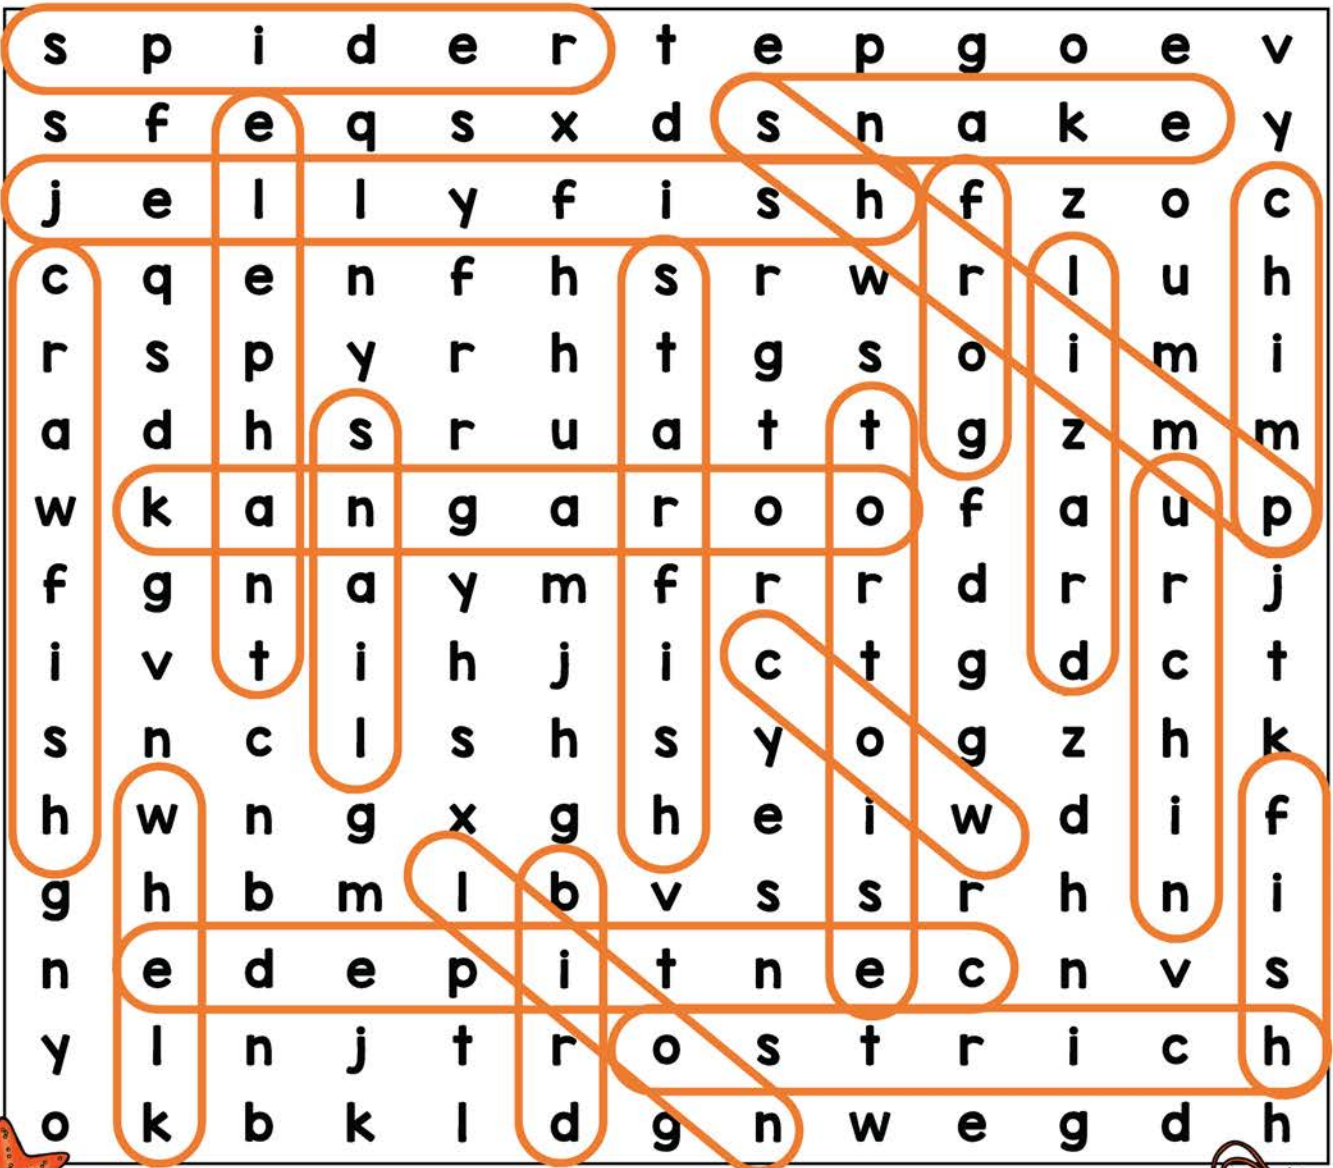 s p i d e r t e p g o e v
s f e q s x d s n a k e y
j e l l y f i s h f z o c
c q e n f h s r w r l u h
r s p y r h t g s o i m i
a d h s r u a t t g z m m
w k a n g a r o o f a u p
f g n a y m f r r d r r j
i v t i h j i c t g d c t
s n c l s h s y o g z h k
h w n g x g h e i w d i f
g h b m l b v s s r h n i
n e d e p i t n e c n v s
y l n j t r o s t r i c h
o k b k l d g n w e g d h